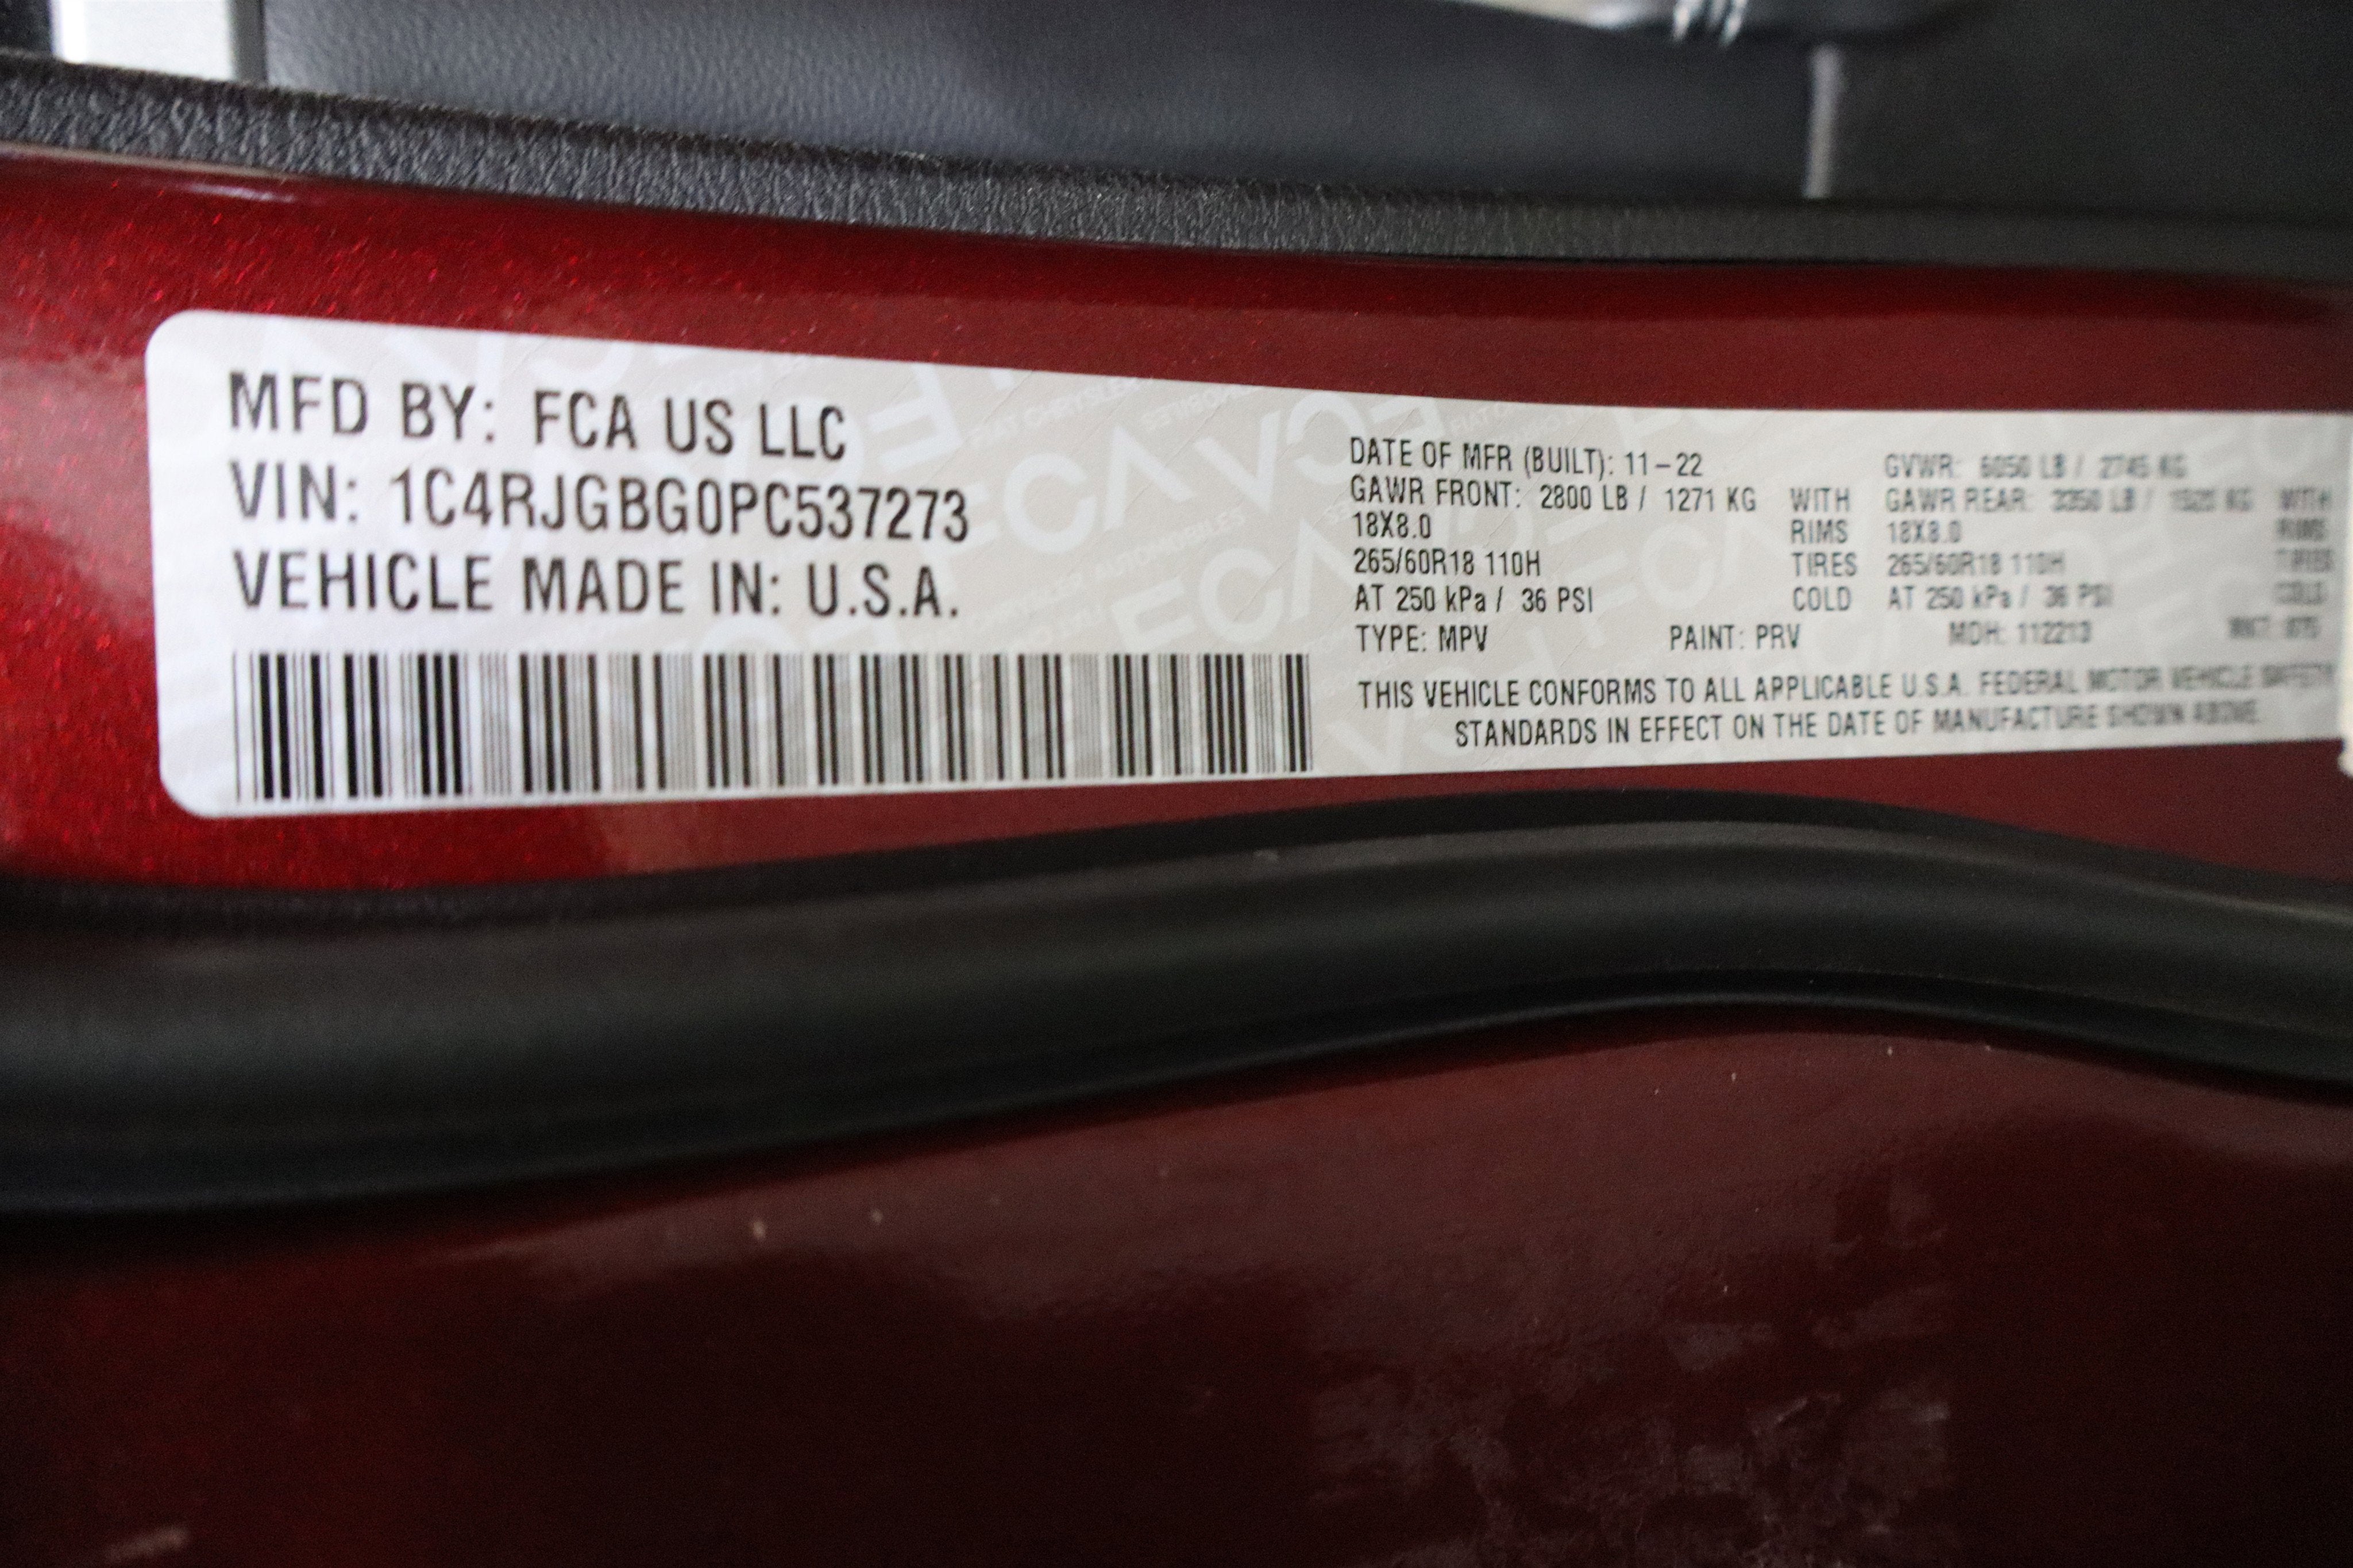 MFD BY: FCA US LLC
VIN: 1C4RJGBG0PC537273
VEHICLE MADE IN: U.S.A.
DATE OF MFR (BUILT): 11-22 GVWR: 6050 LB / 2745 KG
GAWR FRONT: 2800 LB / 1271 KG WITH GAWR REAR: 3350 LB / 1520 KG WITH
18X8.0 RIMS 18X8.0 RIMS
265/60R18 110H TIRES 265/60R18 110H TIRES
AT 250 kPa / 36 PSI COLD AT 250 kPa / 36 PSI COLD
TYPE: MPV PAINT: PRV MDH: 112213
THIS VEHICLE CONFORMS TO ALL APPLICABLE U.S.A. FEDERAL MOTOR VEHICLE SAFETY
STANDARDS IN EFFECT ON THE DATE OF MANUFACTURE SHOWN ABOVE.